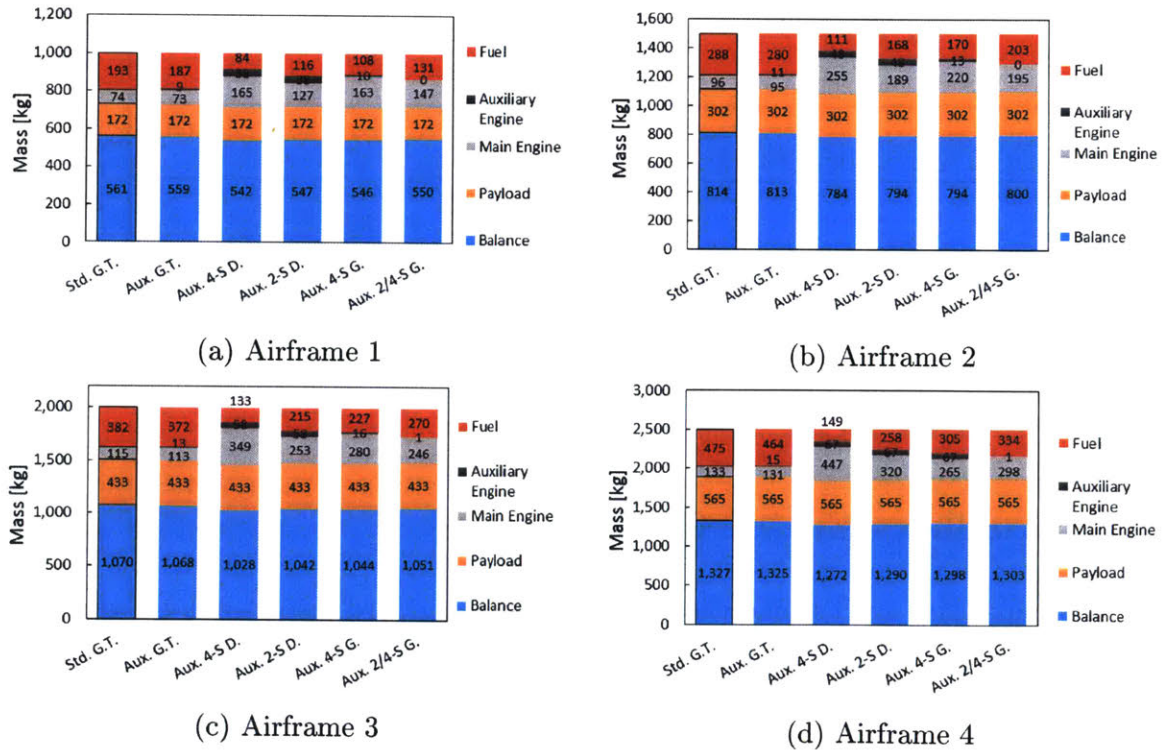 1,200
1,000
800
600
400
200
0
Mass [kg]
193 187 84 116 108 131
9 10 0
74 73 165 127 163 147
172 172 172 172 172 172
561 559 542 547 546 550
Std. G.T. Aux. G.T. Aux. 4-S D. Aux. 2-S D. Aux. 4-S G. Aux. 2/4-S G.
Fuel
Auxiliary
Engine
Main Engine
Payload
Balance
(a) Airframe 1
1,600
1,400
1,200
1,000
800
600
400
200
0
Mass [kg]
288 280 111 168 170 203
11 48 48 13 0
96 95 255 189 220 195
302 302 302 302 302 302
814 813 784 794 794 800
Std. G.T. Aux. G.T. Aux. 4-S D. Aux. 2-S D. Aux. 4-S G. Aux. 2/4-S G.
Fuel
Auxiliary
Engine
Main Engine
Payload
Balance
(b) Airframe 2
2,000
1,500
1,000
500
0
Mass [kg]
382 372 133 215 227 270
13 58 16 1
115 113 349 253 280 246
433 433 433 433 433 433
1,070 1,068 1,028 1,042 1,044 1,051
Std. G.T. Aux. G.T. Aux. 4-S D. Aux. 2-S D. Aux. 4-S G. Aux. 2/4-S G.
Fuel
Auxiliary
Engine
Main Engine
Payload
Balance
(c) Airframe 3
3,000
2,500
2,000
1,500
1,000
500
0
Mass [kg]
475 464 149 258 305 334
15 67 67 67 1
133 131 447 320 265 298
565 565 565 565 565 565
1,327 1,325 1,272 1,290 1,298 1,303
Std. G.T. Aux. G.T. Aux. 4-S D. Aux. 2-S D. Aux. 4-S G. Aux. 2/4-S G.
Fuel
Auxiliary
Engine
Main Engine
Payload
Balance
(d) Airframe 4